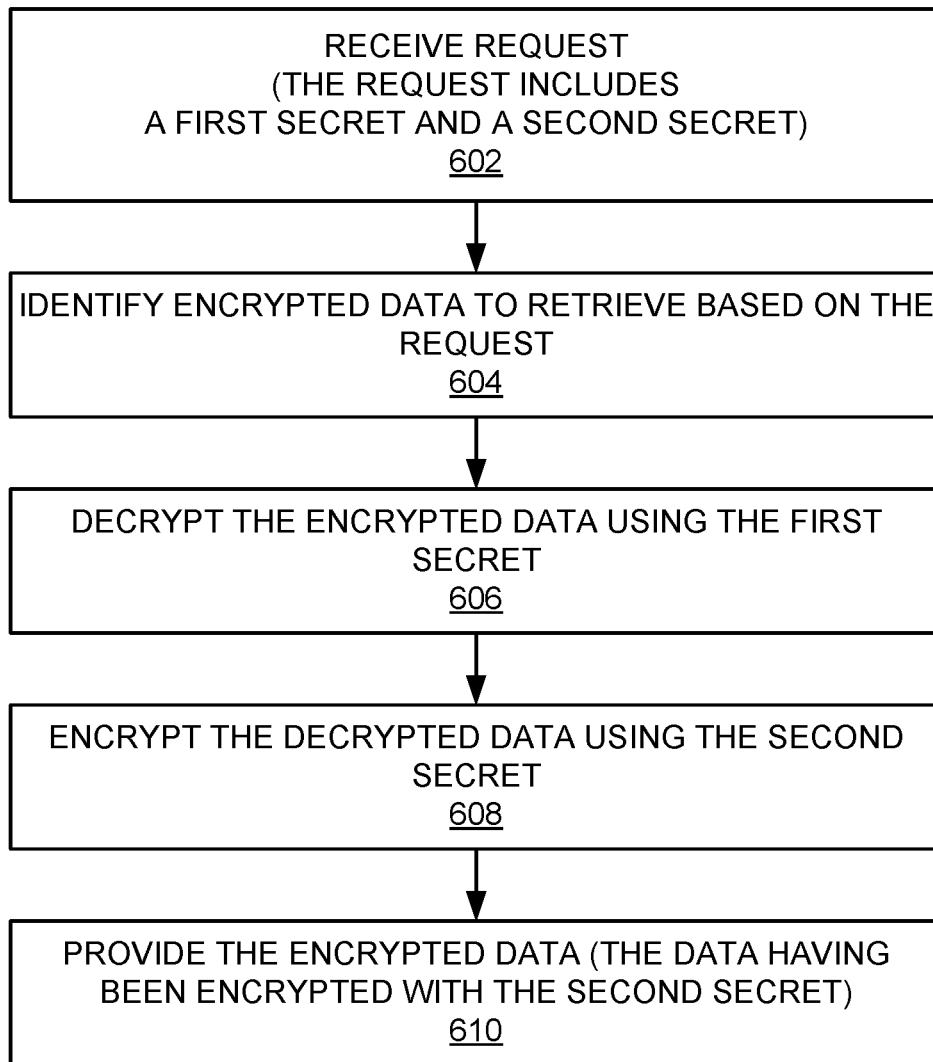 RECEIVE REQUEST
(THE REQUEST INCLUDES
A FIRST SECRET AND A SECOND SECRET)
602
IDENTIFY ENCRYPTED DATA TO RETRIEVE BASED ON THE
REQUEST
604
DECRYPT THE ENCRYPTED DATA USING THE FIRST
SECRET
606
ENCRYPT THE DECRYPTED DATA USING THE SECOND
SECRET
608
PROVIDE THE ENCRYPTED DATA (THE DATA HAVING
BEEN ENCRYPTED WITH THE SECOND SECRET)
610